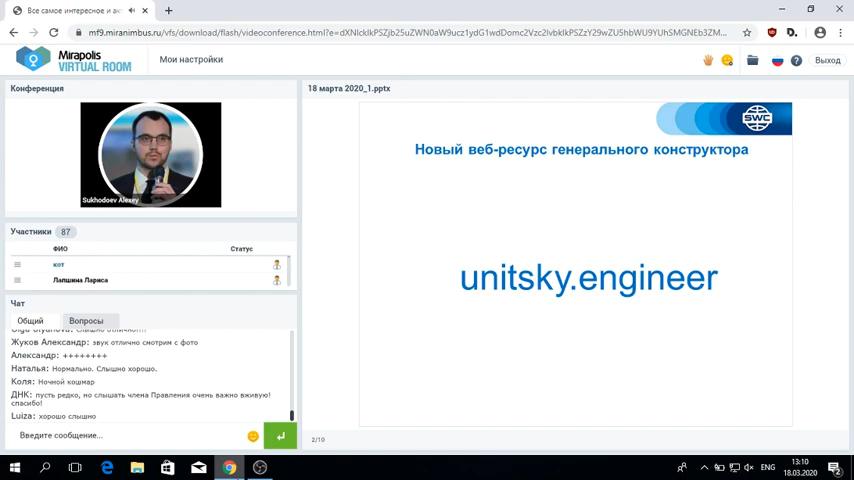 Все самое интересное и акт
mf9.miranimbus.ru/vfs/download/flash/videoconference.html?e=
Mirapolis
VIRTUAL ROOM
Мои настройки
Выход
Конференция
18 марта 2020_1.pptx
SWC
Новый веб-ресурс генерального конструктора
Sukhodoev Alexey
Участники 87
ФИО Статус
кот
Лапшина Лариса
unitsky.engineer
Чат
Общий Вопросы
Жуков Александр: звук отлично смотрим с фото
Александр: ++++++++
Наталья: Нормально. Слышно хорошо.
Коля: Ночной кошмар
ДНК: пусть редко, но слышать члена Правления очень важно вживую!
спасибо!
Luiza: хорошо слышно
Введите сообщение...
2/10
ENG
13:10
18.03.2020
2